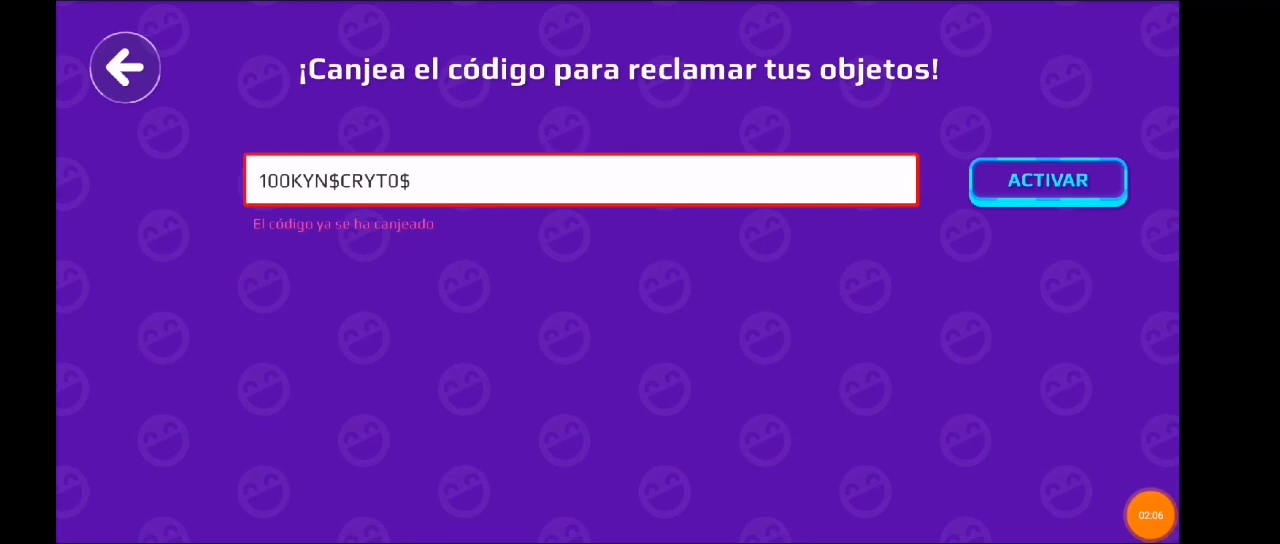 ¡Canjea el código para reclamar tus objetos!
100KYN$CRYT0$
ACTIVAR
El código ya se ha canjeado
02:06